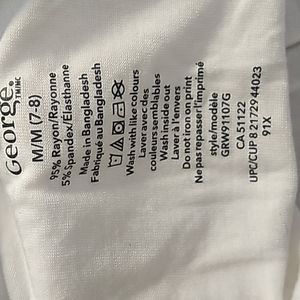 George.
TM/MC
M/M (7-8)
95% Rayon/Rayonne
5% Spandex/Élasthanne
Made in Bangladesh
Fabriqué au Bangladesh
Wash with like colours
Laver avec des
couleurs semblables
Wash inside out
Laver à l'envers
Do not iron on print
Ne pas repasser l'imprimé
style/modèle
GRW91107G
CA 51122
UPC/CUP 8 21729 44023
91X